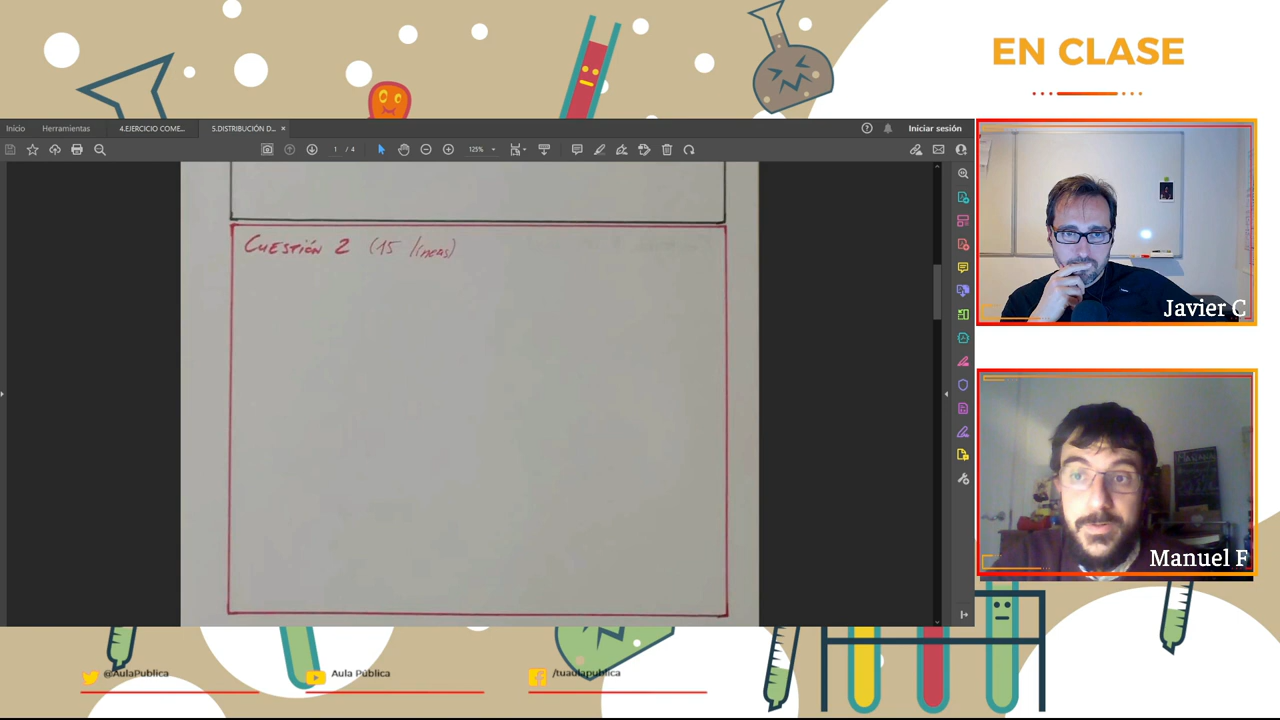 EN CLASE
Inicio
Herramientas
4.EJERCICIO COME...
5.DISTRIBUCIÓN D... ×
Iniciar sesión
1 / 4
125%
CUESTIÓN 2 (15 líneas)
Javier C
Manuel F
@AulaPublica
Aula Pública
/tuaulapublica